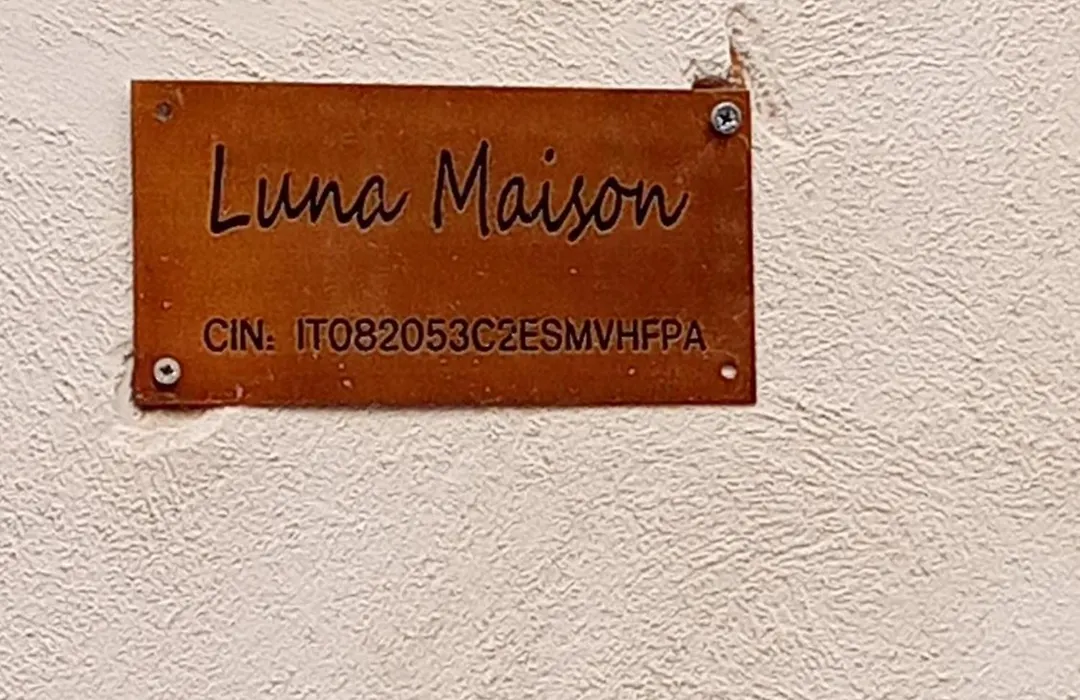 Luna Maison
CIN: IT082053C2ESMVHFPA